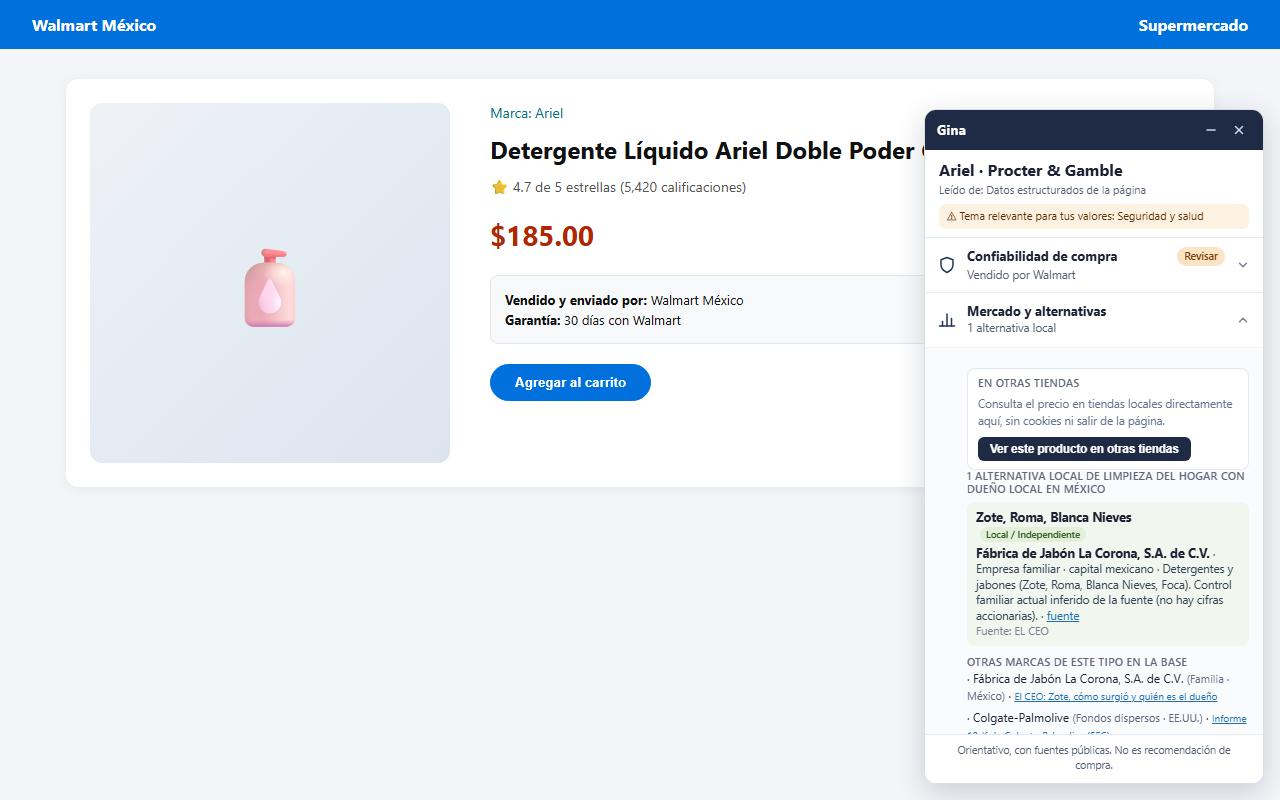 Walmart México
Supermercado
Marca: Ariel
Detergente Líquido Ariel Doble Poder
⭐ 4.7 de 5 estrellas (5,420 calificaciones)
$185.00
Vendido y enviado por: Walmart México
Garantía: 30 días con Walmart
Agregar al carrito
Gina
Ariel · Procter & Gamble
Leído de: Datos estructurados de la página
⚠ Tema relevante para tus valores: Seguridad y salud
Confiabilidad de compra
Revisar
Vendido por Walmart
Mercado y alternativas
1 alternativa local
EN OTRAS TIENDAS
Consulta el precio en tiendas locales directamente
aquí, sin cookies ni salir de la página.
Ver este producto en otras tiendas
1 ALTERNATIVA LOCAL DE LIMPIEZA DEL HOGAR CON
DUEÑO LOCAL EN MÉXICO
Zote, Roma, Blanca Nieves
Local / Independiente
Fábrica de Jabón La Corona, S.A. de C.V. ·
Empresa familiar · capital mexicano · Detergentes y
jabones (Zote, Roma, Blanca Nieves, Foca). Control
familiar actual inferido de la fuente (no hay cifras
accionarias). · fuente
Fuente: EL CEO
OTRAS MARCAS DE ESTE TIPO EN LA BASE
· Fábrica de Jabón La Corona, S.A. de C.V. (Familia ·
México) · El CEO: Zote, cómo surgió y quién es el dueño
· Colgate-Palmolive (Fondos dispersos · EE.UU.) · Informe
Orientativo, con fuentes públicas. No es recomendación de
compra.